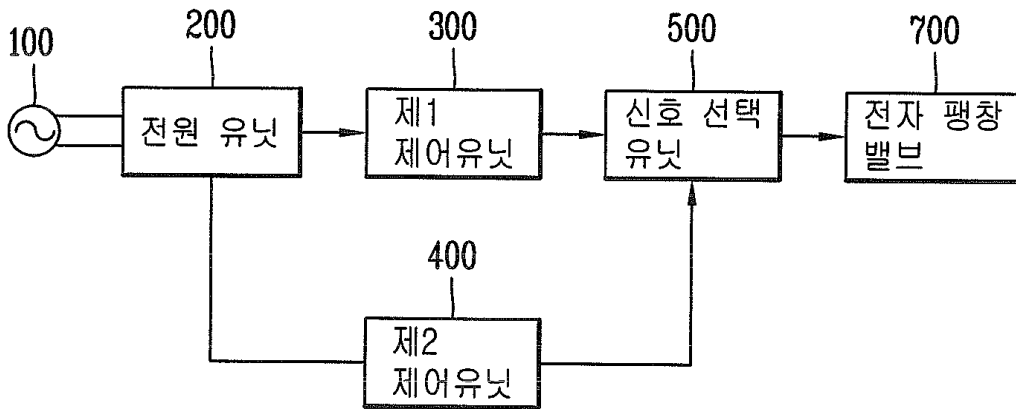 100
200
300
500
700
전원 유닛
제1
제어유닛
신호 선택
유닛
전자 팽창
밸브
400
제2
제어유닛